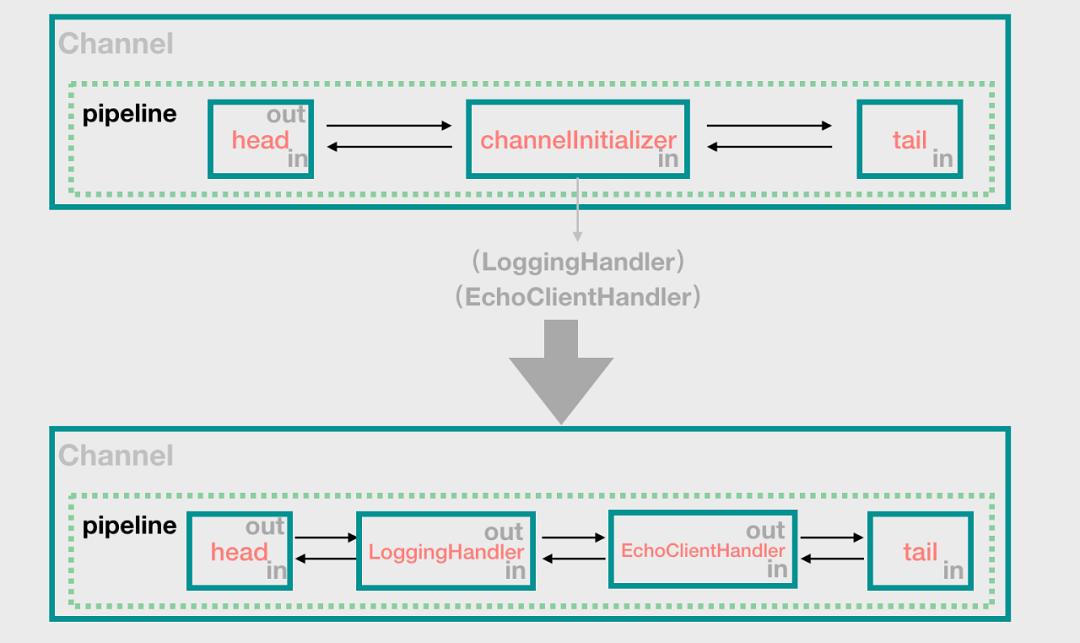 Channel
pipeline
out
head
in
channelInitializer
in
tail
in
（LoggingHandler）
（EchoClientHandler）
Channel
pipeline
out
head
in
out
LoggingHandler
in
out
EchoClientHandler
in
tail
in